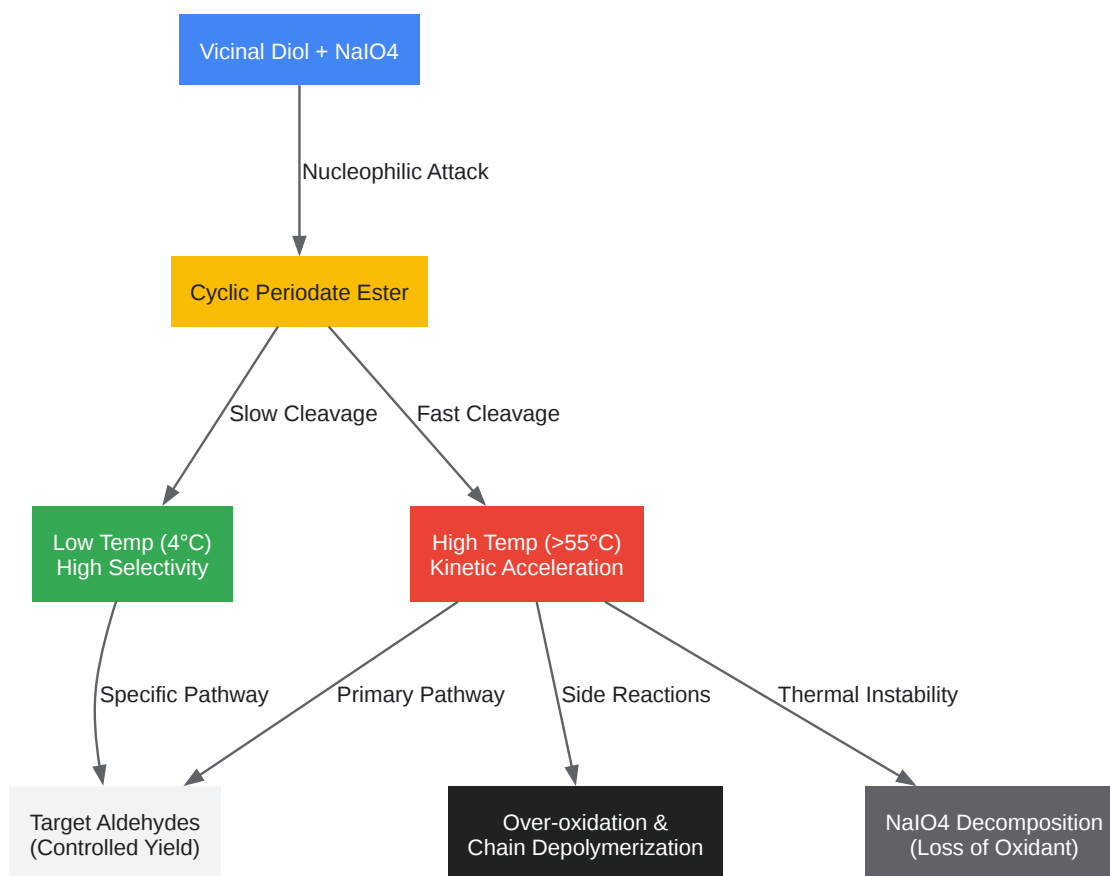 Vicinal Diol + NaIO4
Nucleophilic Attack
Cyclic Periodate Ester
Slow Cleavage
Fast Cleavage
Low Temp (4°C)
High Selectivity
High Temp (>55°C)
Kinetic Acceleration
Specific Pathway
Primary Pathway
Side Reactions
Thermal Instability
Target Aldehydes
(Controlled Yield)
Over-oxidation &
Chain Depolymerization
NaIO4 Decomposition
(Loss of Oxidant)